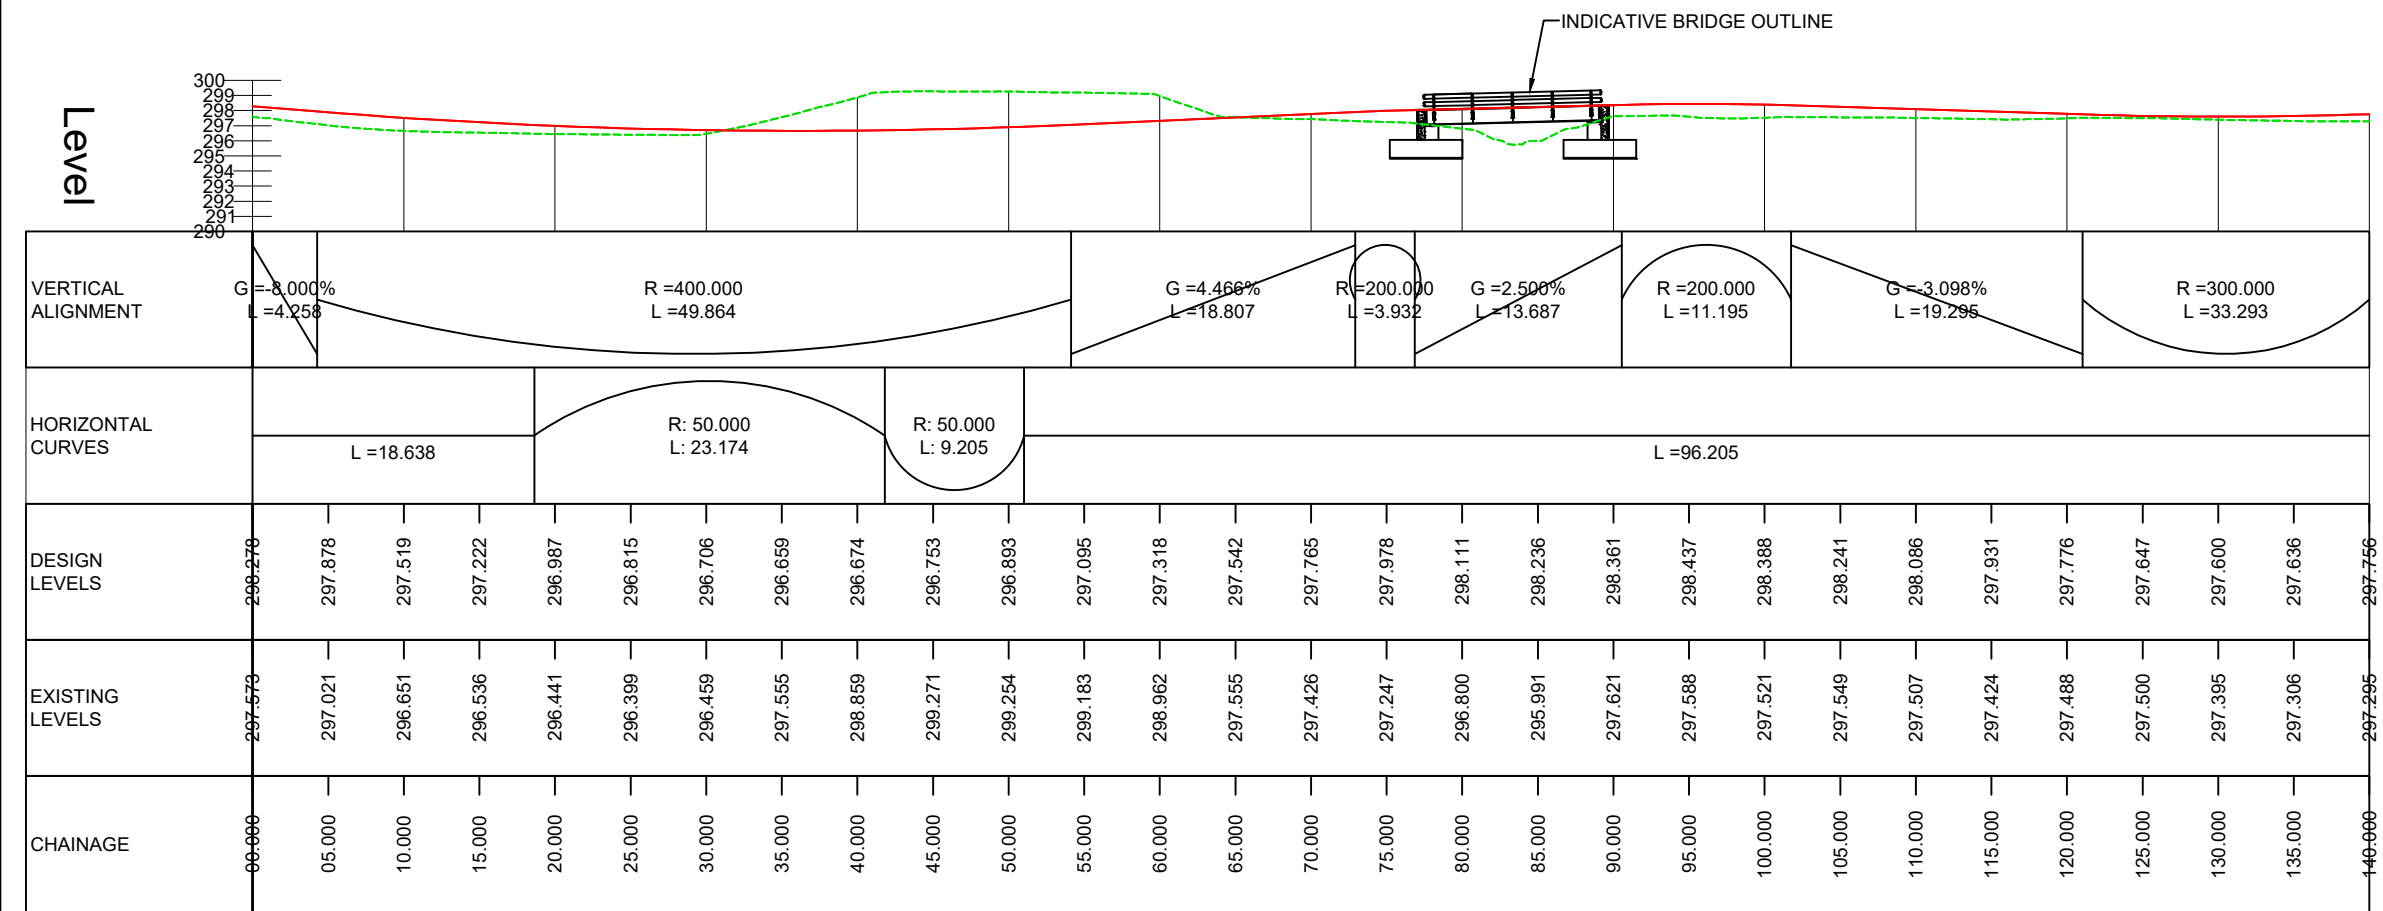 INDICATIVE BRIDGE OUTLINE
Level
300
299
298
297
296
295
294
293
292
291
290
VERTICAL
ALIGNMENT
G =-8.000%
L =4.258
R =400.000
L =49.864
G =4.466%
L =18.807
R =200.000
L =3.932
G =2.500%
L =13.687
R =200.000
L =11.195
G =-3.098%
L =19.295
R =300.000
L =33.293
HORIZONTAL
CURVES
L =18.638
R: 50.000
L: 23.174
R: 50.000
L: 9.205
L =96.205
DESIGN
LEVELS
298.278
297.878
297.519
297.222
296.987
296.815
296.706
296.659
296.674
296.753
296.893
297.095
297.318
297.542
297.765
297.978
298.111
298.236
298.361
298.437
298.388
298.241
298.086
297.931
297.776
297.647
297.600
297.636
297.756
EXISTING
LEVELS
297.573
297.021
296.651
296.536
296.441
296.399
296.459
297.555
298.859
299.271
299.254
299.183
298.962
297.555
297.426
297.247
296.800
295.991
297.621
297.588
297.521
297.549
297.507
297.424
297.488
297.500
297.395
297.306
297.295
CHAINAGE
00.000
05.000
10.000
15.000
20.000
25.000
30.000
35.000
40.000
45.000
50.000
55.000
60.000
65.000
70.000
75.000
80.000
85.000
90.000
95.000
100.000
105.000
110.000
115.000
120.000
125.000
130.000
135.000
140.000